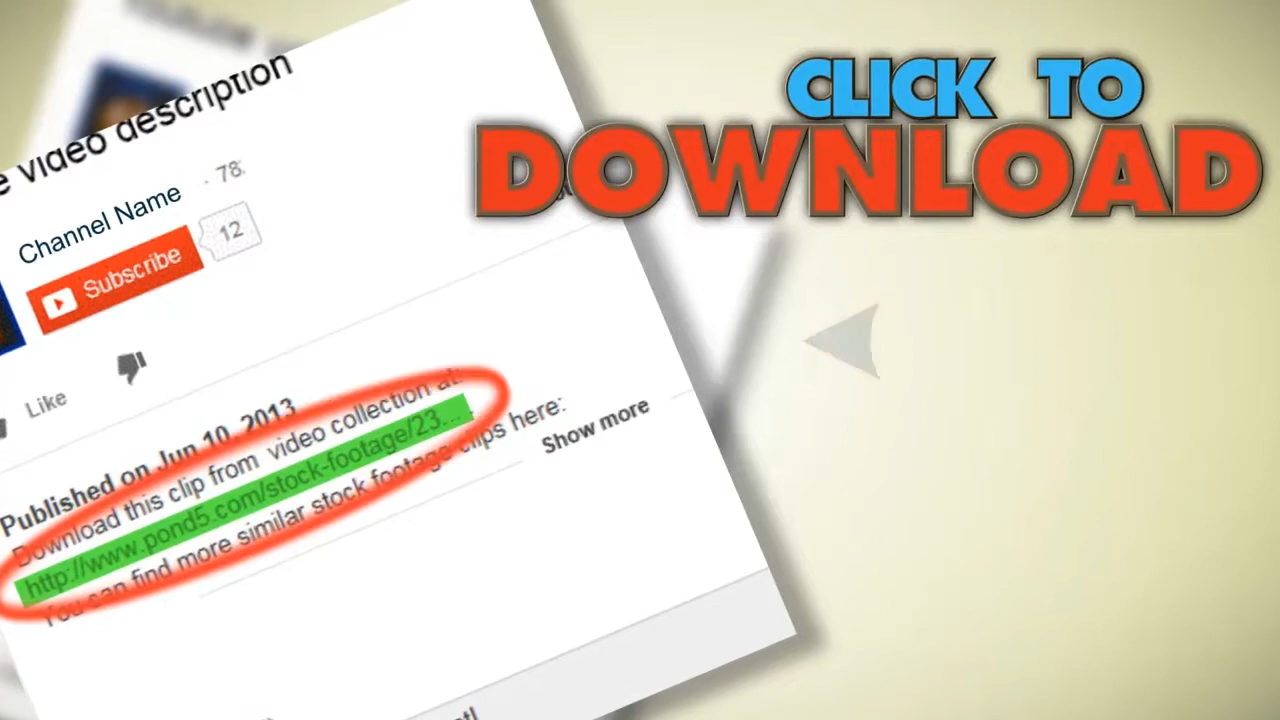 CLICK TO
DOWNLOAD
video description
Channel Name
78
Subscribe
12
Like
Published on Jun 10, 2013
Download this clip from video collection at:
http://www.pond5.com/stock-footage/23...
You can find more similar stock footage clips here:
Show more